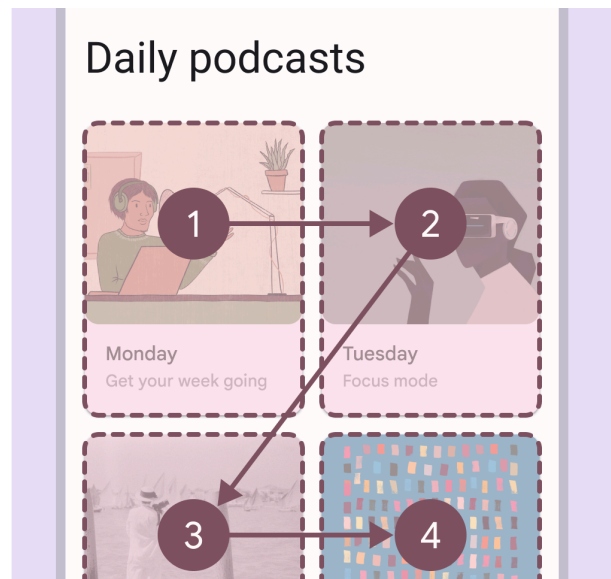 Daily podcasts
1
2
Monday
Get your week going
Tuesday
Focus mode
3
4